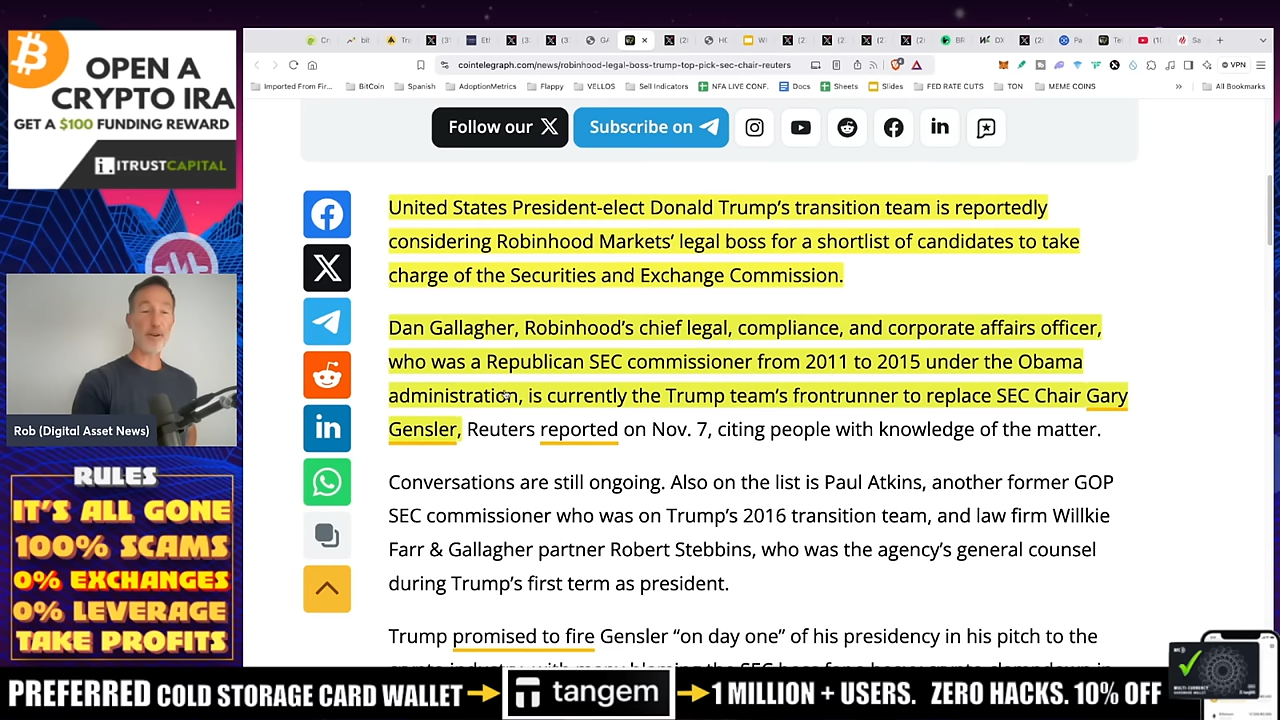 OPEN A
CRYPTO IRA
GET A $100 FUNDING REWARD
ITRUSTCAPITAL
Rob (Digital Asset News)
RULES
IT'S ALL GONE
100% SCAMS
0% EXCHANGES
0% LEVERAGE
TAKE PROFITS
cointelegraph.com/news/robinhood-legal-boss-trump-top-pick-sec-chair-reuters
VPN
Imported From Fir... BitCoin Spanish AdoptionMetrics Flappy VELLOS Sell Indicators NFA LIVE CONF. Docs Sheets Slides FED RATE CUTS TON MEME COINS » All Bookmarks
Follow our X Subscribe on
United States President-elect Donald Trump's transition team is reportedly
considering Robinhood Markets' legal boss for a shortlist of candidates to take
charge of the Securities and Exchange Commission.
Dan Gallagher, Robinhood's chief legal, compliance, and corporate affairs officer,
who was a Republican SEC commissioner from 2011 to 2015 under the Obama
administration, is currently the Trump team's frontrunner to replace SEC Chair Gary
Gensler, Reuters reported on Nov. 7, citing people with knowledge of the matter.
Conversations are still ongoing. Also on the list is Paul Atkins, another former GOP
SEC commissioner who was on Trump's 2016 transition team, and law firm Willkie
Farr & Gallagher partner Robert Stebbins, who was the agency's general counsel
during Trump's first term as president.
Trump promised to fire Gensler “on day one” of his presidency in his pitch to the
PREFERRED COLD STORAGE CARD WALLET tangem 1 MILLION + USERS. ZERO HACKS. 10% OFF